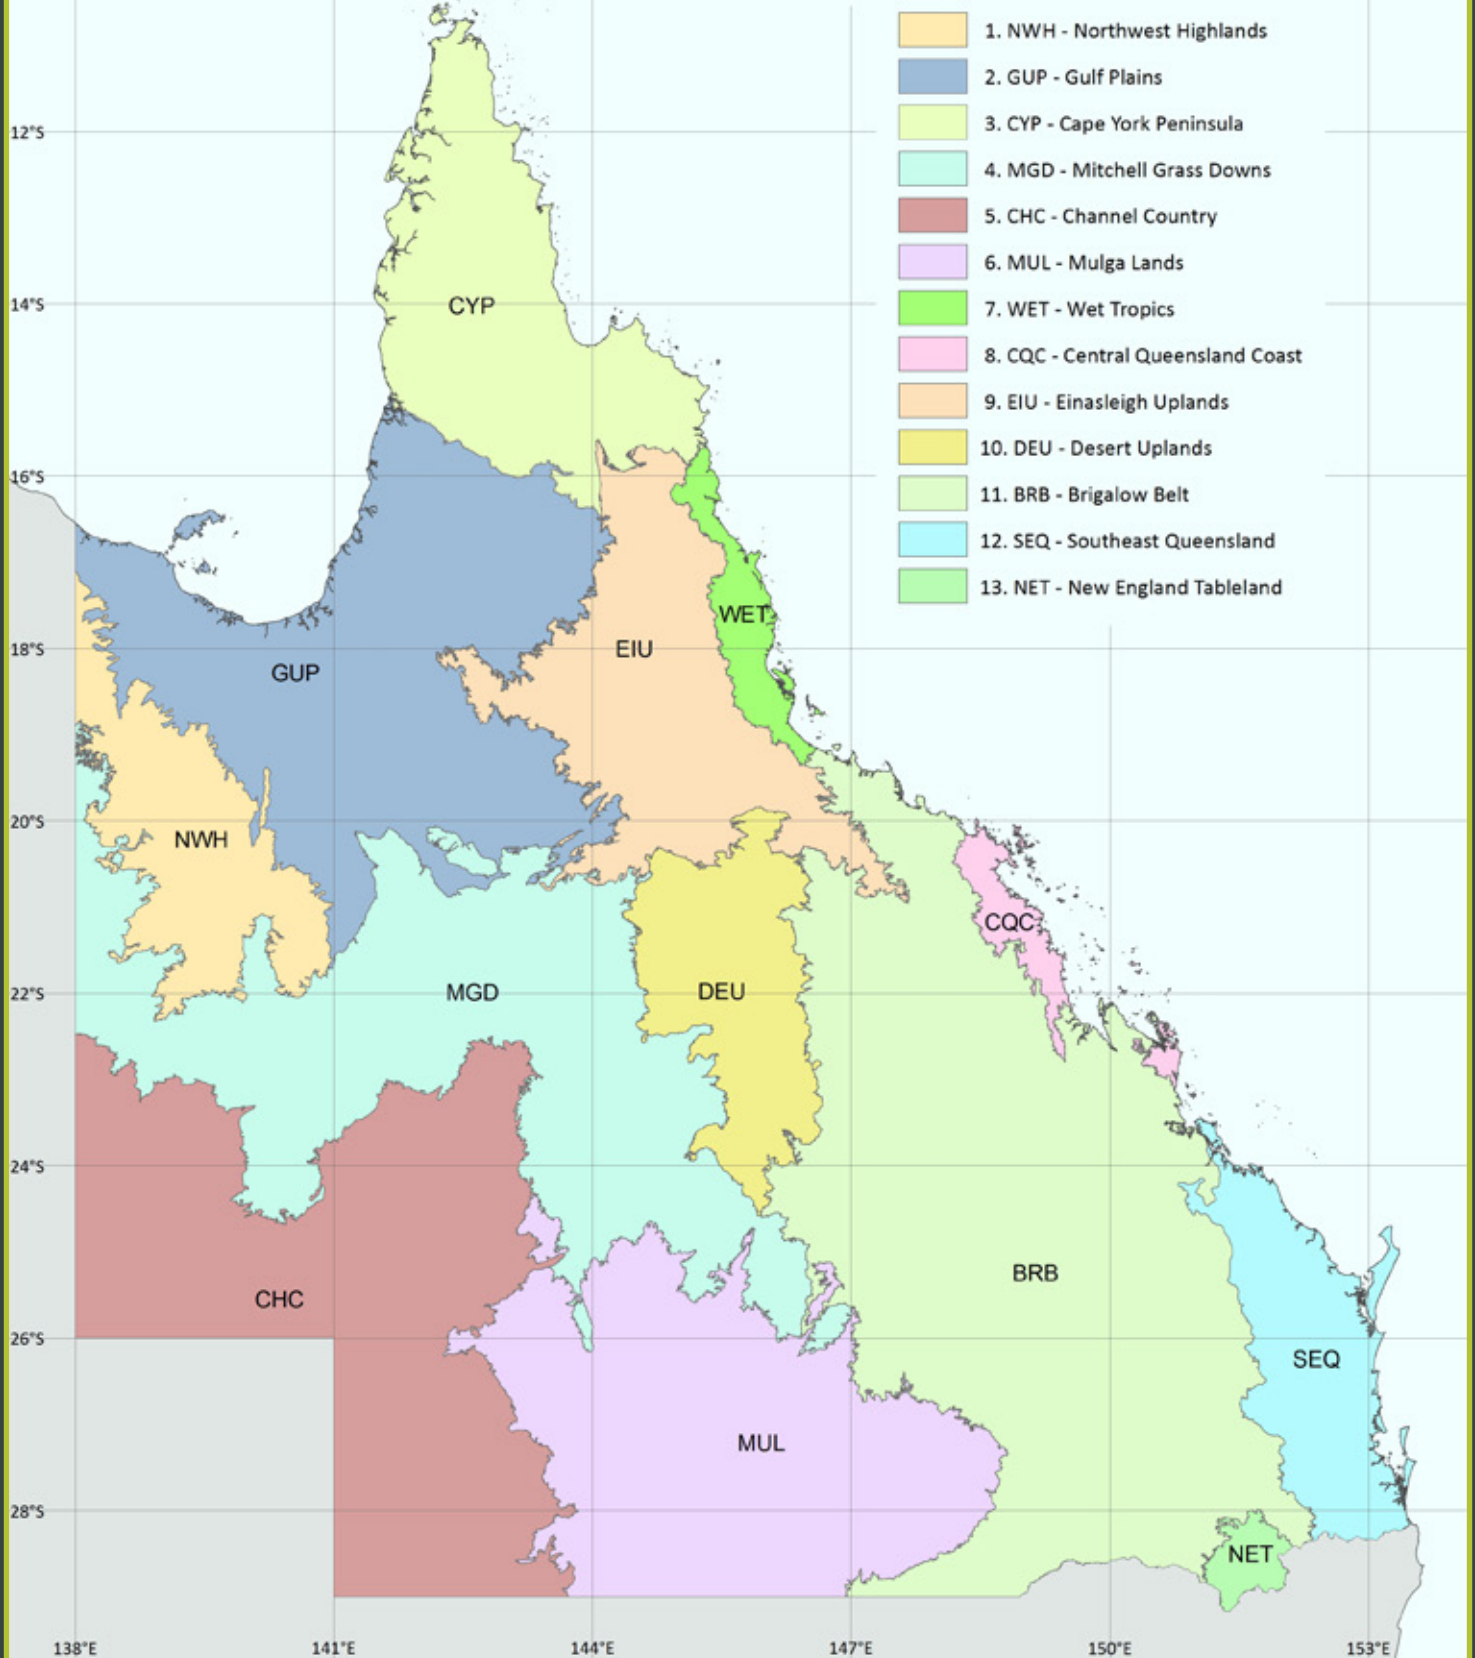 1. NWH - Northwest Highlands
2. GUP - Gulf Plains
3. CYP - Cape York Peninsula
4. MGD - Mitchell Grass Downs
5. CHC - Channel Country
6. MUL - Mulga Lands
7. WET - Wet Tropics
8. CQC - Central Queensland Coast
9. EIU - Einasleigh Uplands
10. DEU - Desert Uplands
11. BRB - Brigalow Belt
12. SEQ - Southeast Queensland
13. NET - New England Tableland
12°S
14°S
CYP
16°S
WET
18°S
EIU
GUP
20°S
NWH
CQC
22°S
MGD
DEU
24°S
BRB
CHC
26°S
SEQ
MUL
28°S
NET
138°E
141°E
144°E
147°E
150°E
153°E